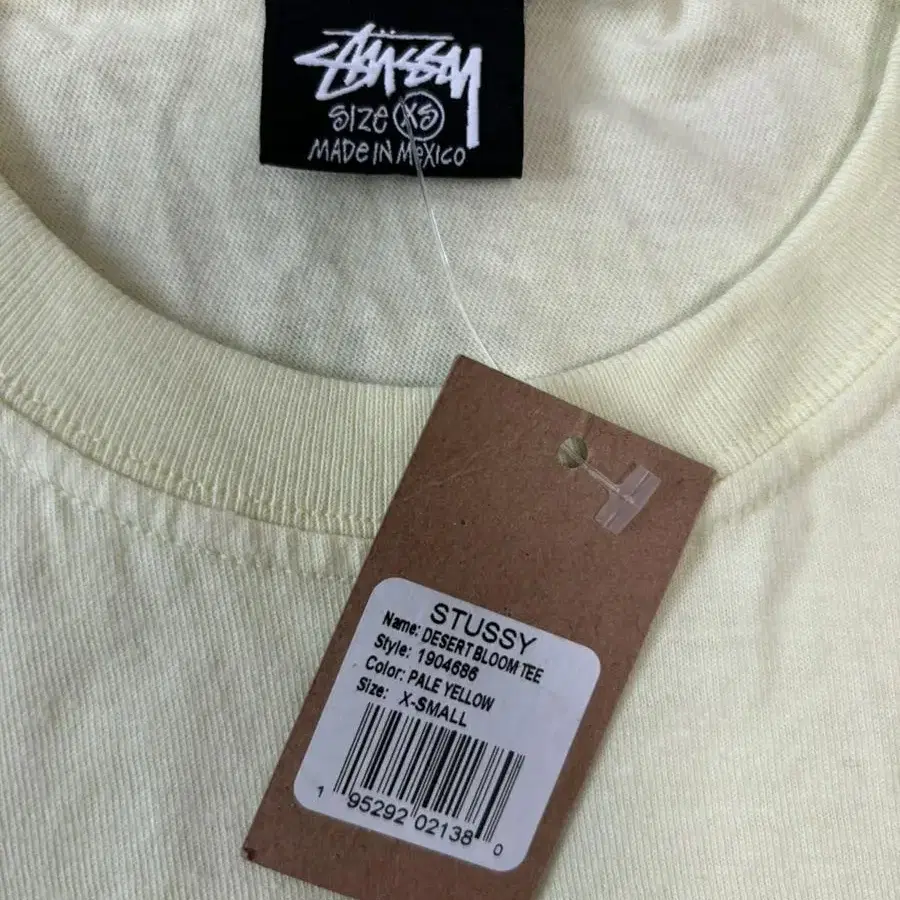 STÜSSY
SIZE XS
MADE IN MEXICO
STUSSY
Name: DESERT BLOOM TEE
Style: 1904686
Color: PALE YELLOW
Size: X-SMALL
1 95292 02138 0